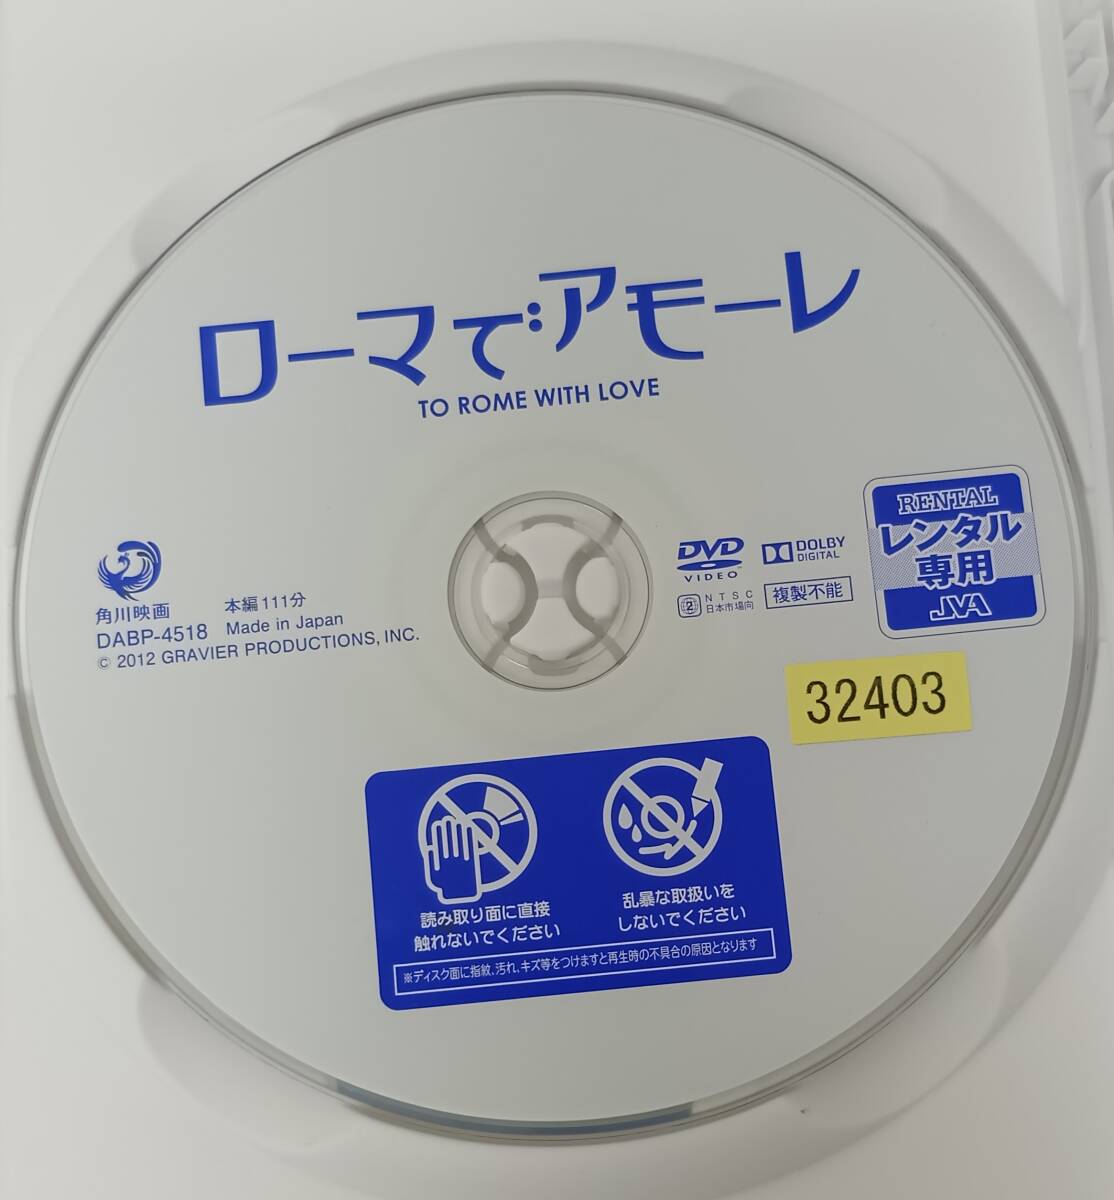 ローマでアモーレ
TO ROME WITH LOVE
角川映画
本編111分
DABP-4518
Made in Japan
© 2012 GRAVIER PRODUCTIONS, INC.
DVD
VIDEO
DOLBY
DIGITAL
2
NTSC
日本市場向
複製不能
RENTAL
レンタル
専用
JVA
32403
読み取り面に直接
触れないでください
乱暴な取扱いを
しないでください
※ディスク面に指紋、汚れ、キズ等をつけますと再生時の不具合の原因となります